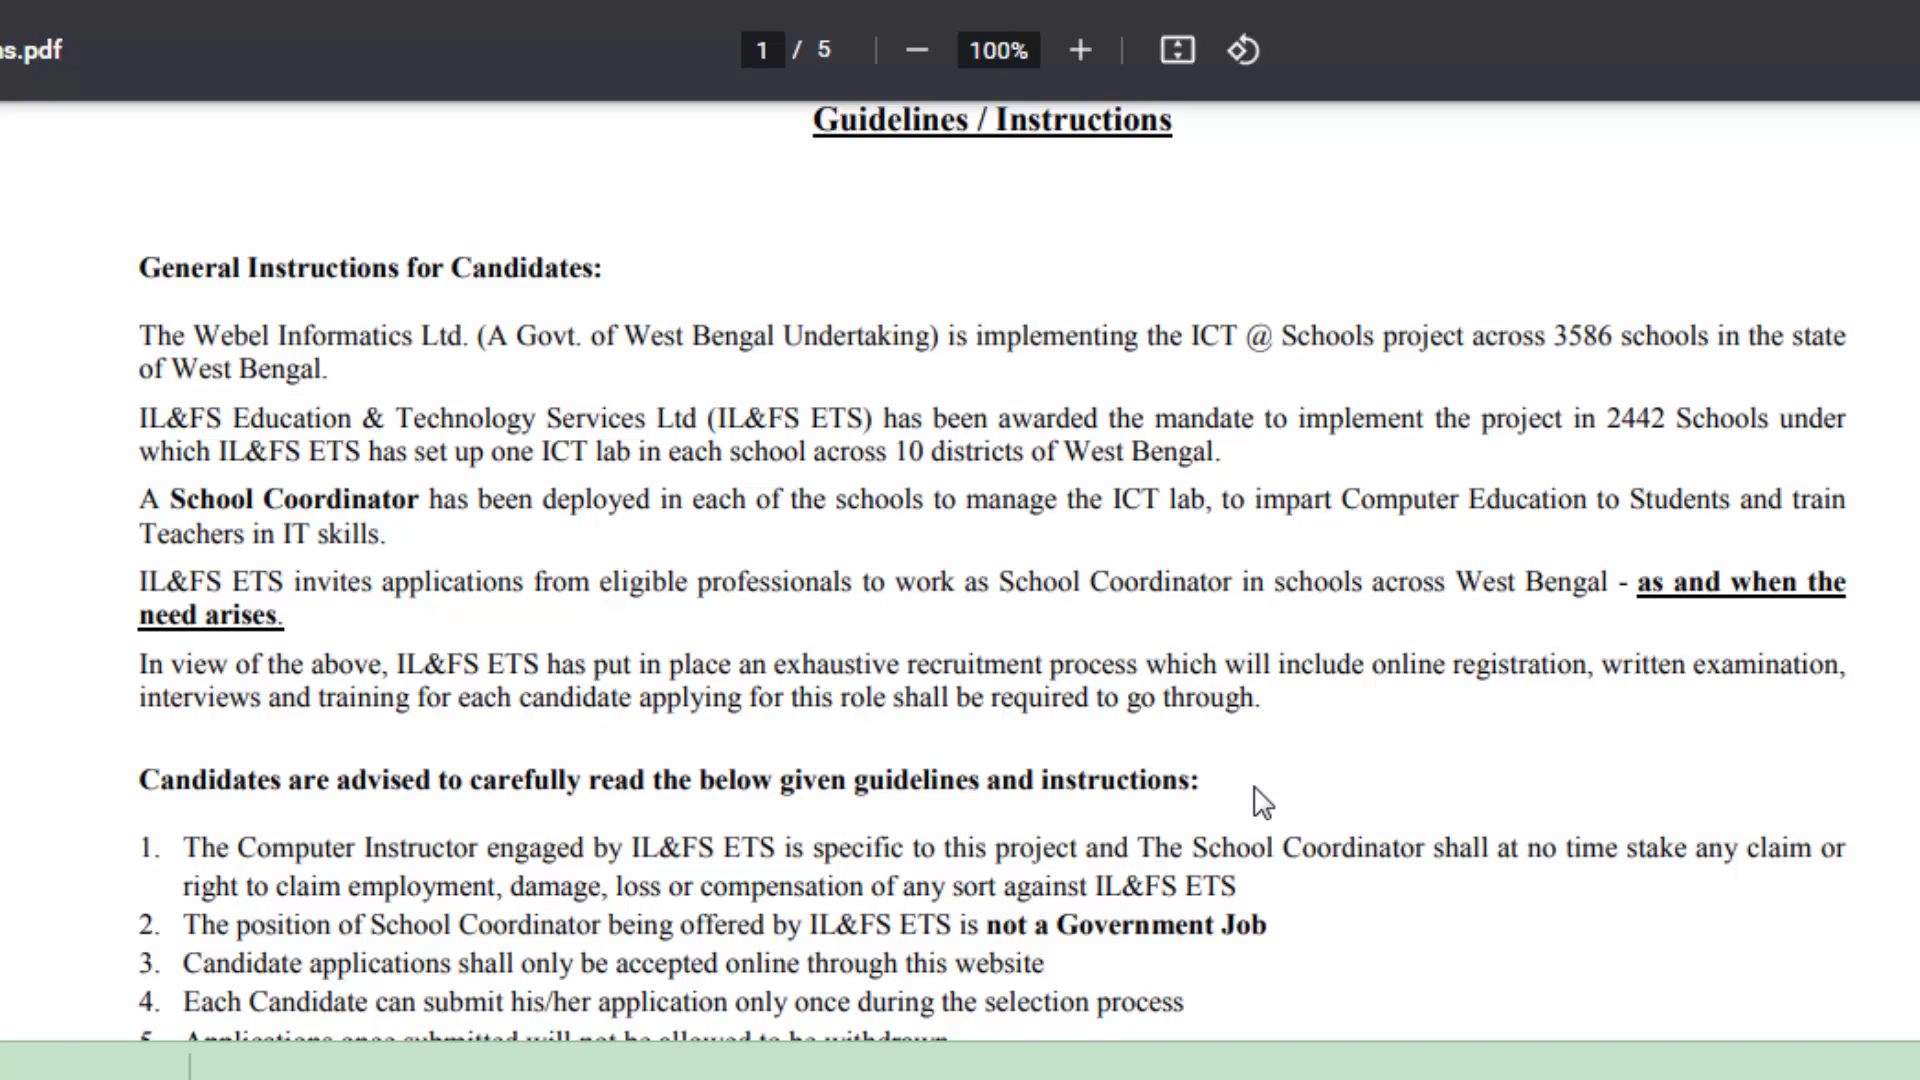 ns.pdf
1 / 5
100%
Guidelines / Instructions
General Instructions for Candidates:
The Webel Informatics Ltd. (A Govt. of West Bengal Undertaking) is implementing the ICT @ Schools project across 3586 schools in the state
of West Bengal.
IL&FS Education & Technology Services Ltd (IL&FS ETS) has been awarded the mandate to implement the project in 2442 Schools under
which IL&FS ETS has set up one ICT lab in each school across 10 districts of West Bengal.
A School Coordinator has been deployed in each of the schools to manage the ICT lab, to impart Computer Education to Students and train
Teachers in IT skills.
IL&FS ETS invites applications from eligible professionals to work as School Coordinator in schools across West Bengal - as and when the
need arises.
In view of the above, IL&FS ETS has put in place an exhaustive recruitment process which will include online registration, written examination,
interviews and training for each candidate applying for this role shall be required to go through.
Candidates are advised to carefully read the below given guidelines and instructions:
1. The Computer Instructor engaged by IL&FS ETS is specific to this project and The School Coordinator shall at no time stake any claim or
right to claim employment, damage, loss or compensation of any sort against IL&FS ETS
2. The position of School Coordinator being offered by IL&FS ETS is not a Government Job
3. Candidate applications shall only be accepted online through this website
4. Each Candidate can submit his/her application only once during the selection process
5. Applications once submitted will not be allowed to be withdrawn